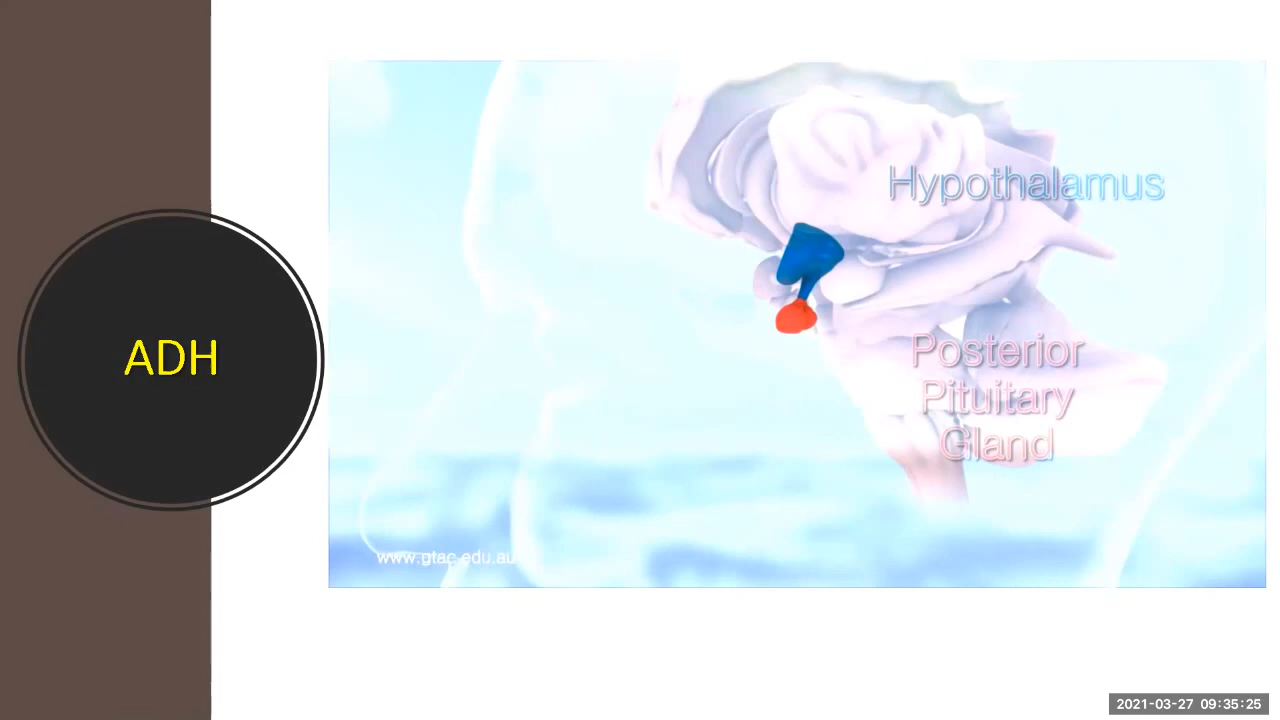 ADH
Hypothalamus
Posterior
Pituitary
Gland
www.gtac.edu.au
2021-03-27 09:35:25